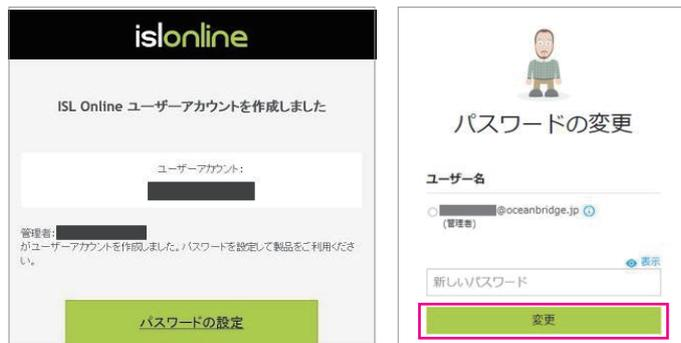 islonline
ISL Online ユーザーアカウントを作成しました
ユーザーアカウント:
管理者:
がユーザーアカウントを作成しました。パスワードを設定して製品をご利用くださ
い。
パスワードの設定
パスワードの変更
ユーザー名
@oceanbridge.jp
(管理者)
表示
新しいパスワード
変更